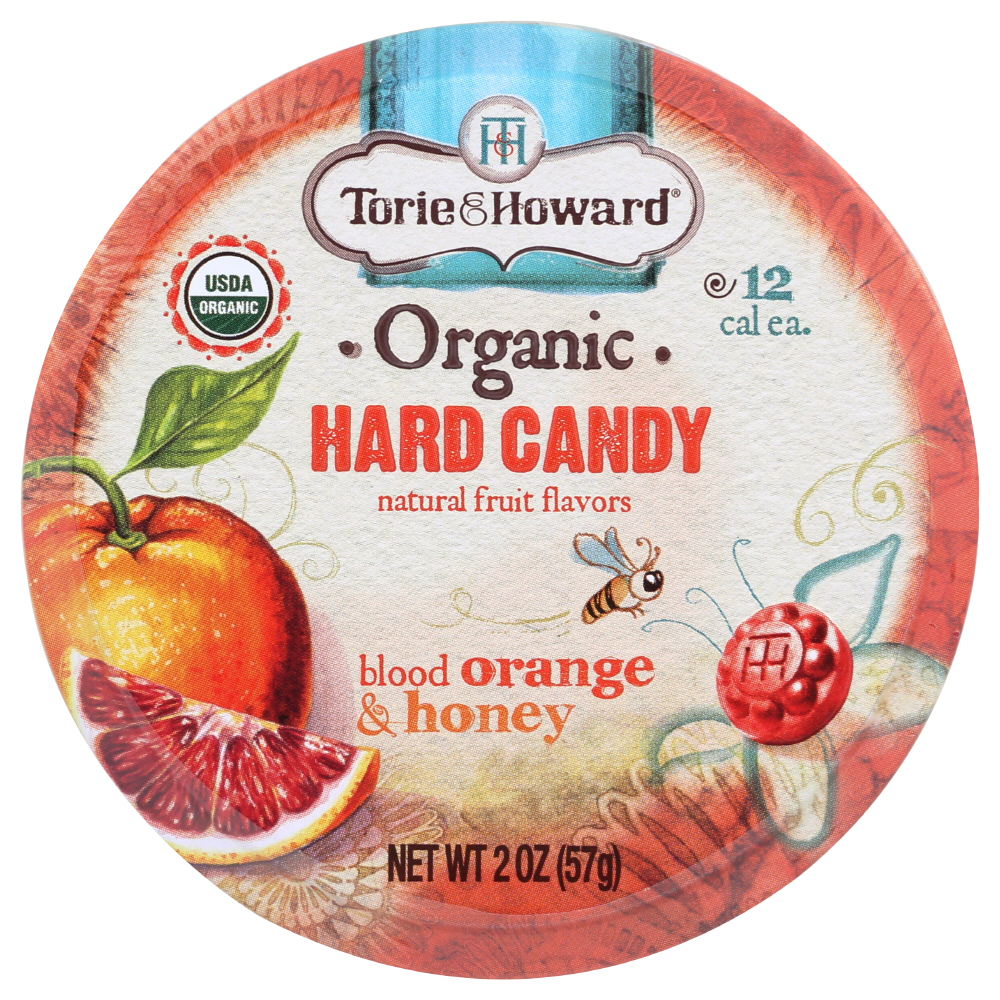 T&H
Torie&Howard®
USDA
ORGANIC
12
cal ea.
· Organic ·
HARD CANDY
natural fruit flavors
blood orange
& honey
TH
NET WT 2 OZ (57g)